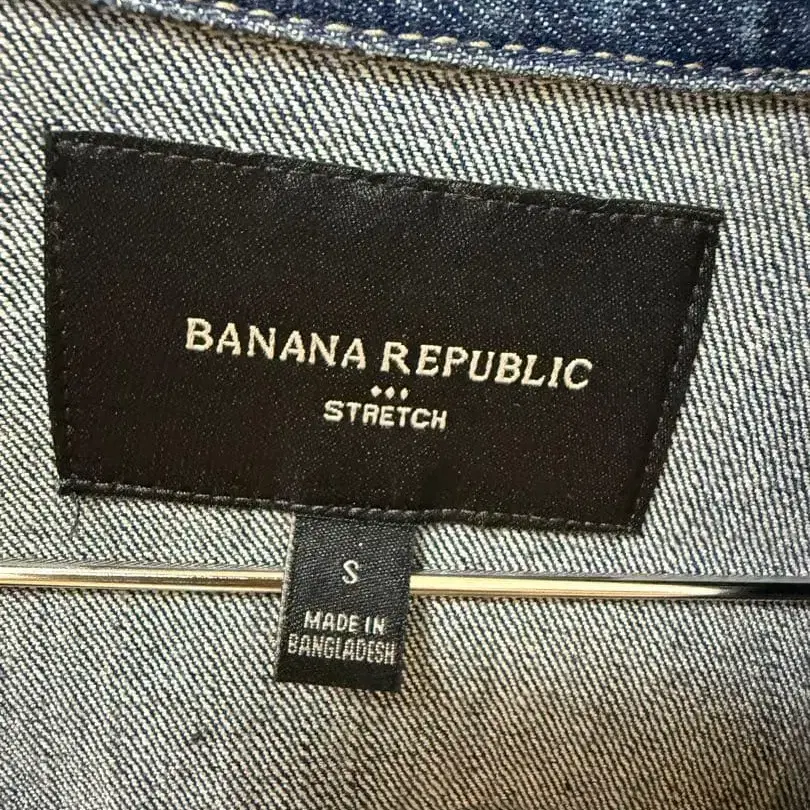 BANANA REPUBLIC
STRETCH
S
MADE IN
BANGLADESH